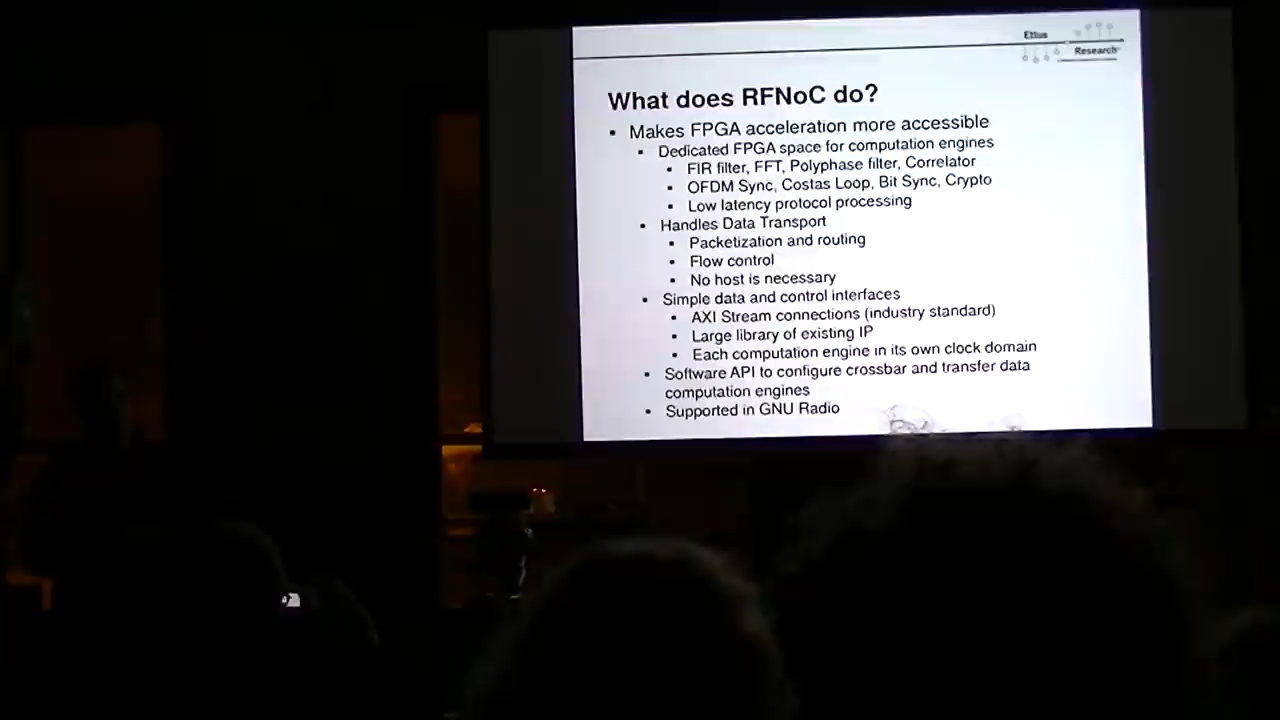 Ettus
Research
What does RFNoC do?
▪ Makes FPGA acceleration more accessible
▪ Dedicated FPGA space for computation engines
▪ FIR filter, FFT, Polyphase filter, Correlator
▪ OFDM Sync, Costas Loop, Bit Sync, Crypto
▪ Low latency protocol processing
▪ Handles Data Transport
▪ Packetization and routing
▪ Flow control
▪ No host is necessary
▪ Simple data and control interfaces
▪ AXI Stream connections (industry standard)
▪ Large library of existing IP
▪ Each computation engine in its own clock domain
▪ Software API to configure crossbar and transfer data
computation engines
▪ Supported in GNU Radio